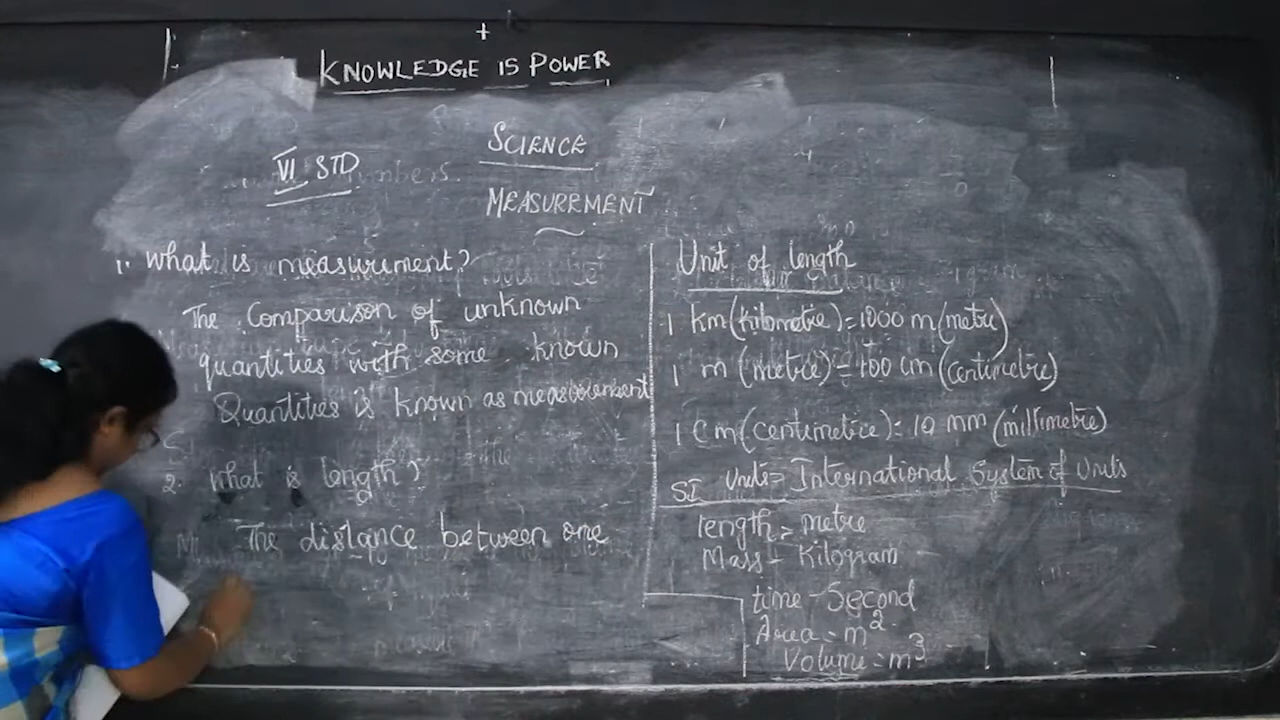 KNOWLEDGE IS POWER
SCIENCE
VI STD
MEASUREMENT
1. What is measurement?
The Comparison of unknown
quantities with some known
Quantities is known as measurement
2. What is length?
The distance between one
Unit of length
1 Km (kilometre) = 1000 m (metre)
1 m (metre) = 100 cm (centimetre)
1 Cm (centimetre) = 10 mm (millimetre)
SI Units = International System of Units
length = metre
Mass - Kilogram
time - Second
Area = m²
Volume = m³